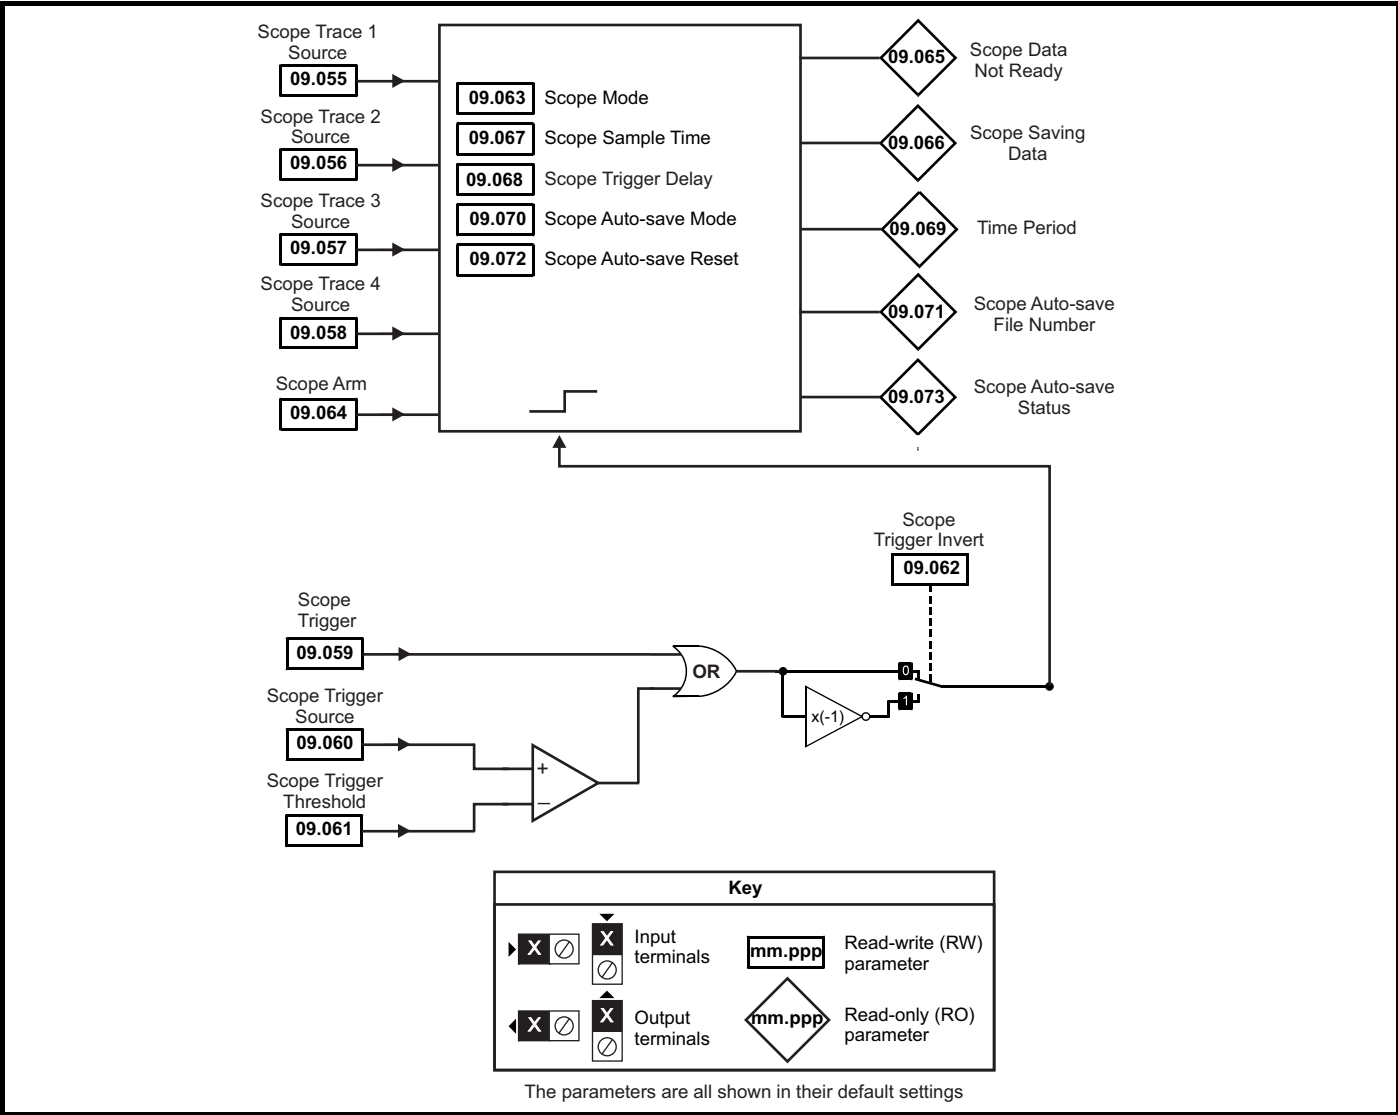 Scope Trace 1
Source
09.055
Scope Trace 2
Source
09.056
Scope Trace 3
Source
09.057
Scope Trace 4
Source
09.058
Scope Arm
09.064
09.063 Scope Mode
09.067 Scope Sample Time
09.068 Scope Trigger Delay
09.070 Scope Auto-save Mode
09.072 Scope Auto-save Reset
09.065 Scope Data
Not Ready
09.066 Scope Saving
Data
09.069 Time Period
09.071 Scope Auto-save
File Number
09.073 Scope Auto-save
Status
Scope
Trigger Invert
09.062
Scope
Trigger
09.059
Scope Trigger
Source
09.060
Scope Trigger
Threshold
09.061
+
−
OR
x(-1)
0
1
Key
X X Input
terminals
mm.ppp Read-write (RW)
parameter
X X Output
terminals
mm.ppp Read-only (RO)
parameter
The parameters are all shown in their default settings